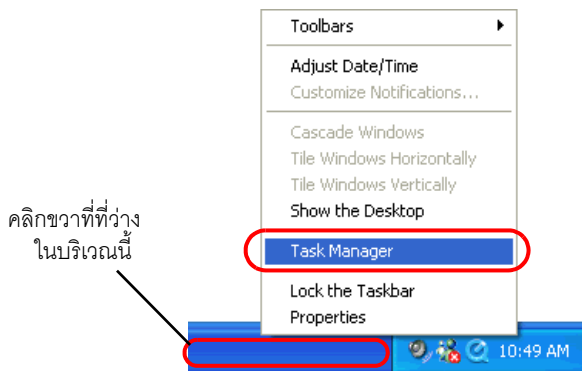 Toolbars
Adjust Date/Time
Customize Notifications...
Cascade Windows
Tile Windows Horizontally
Tile Windows Vertically
Show the Desktop
Task Manager
Lock the Taskbar
Properties
คลิกขวาที่ที่ว่าง
ในบริเวณนี้
10:49 AM